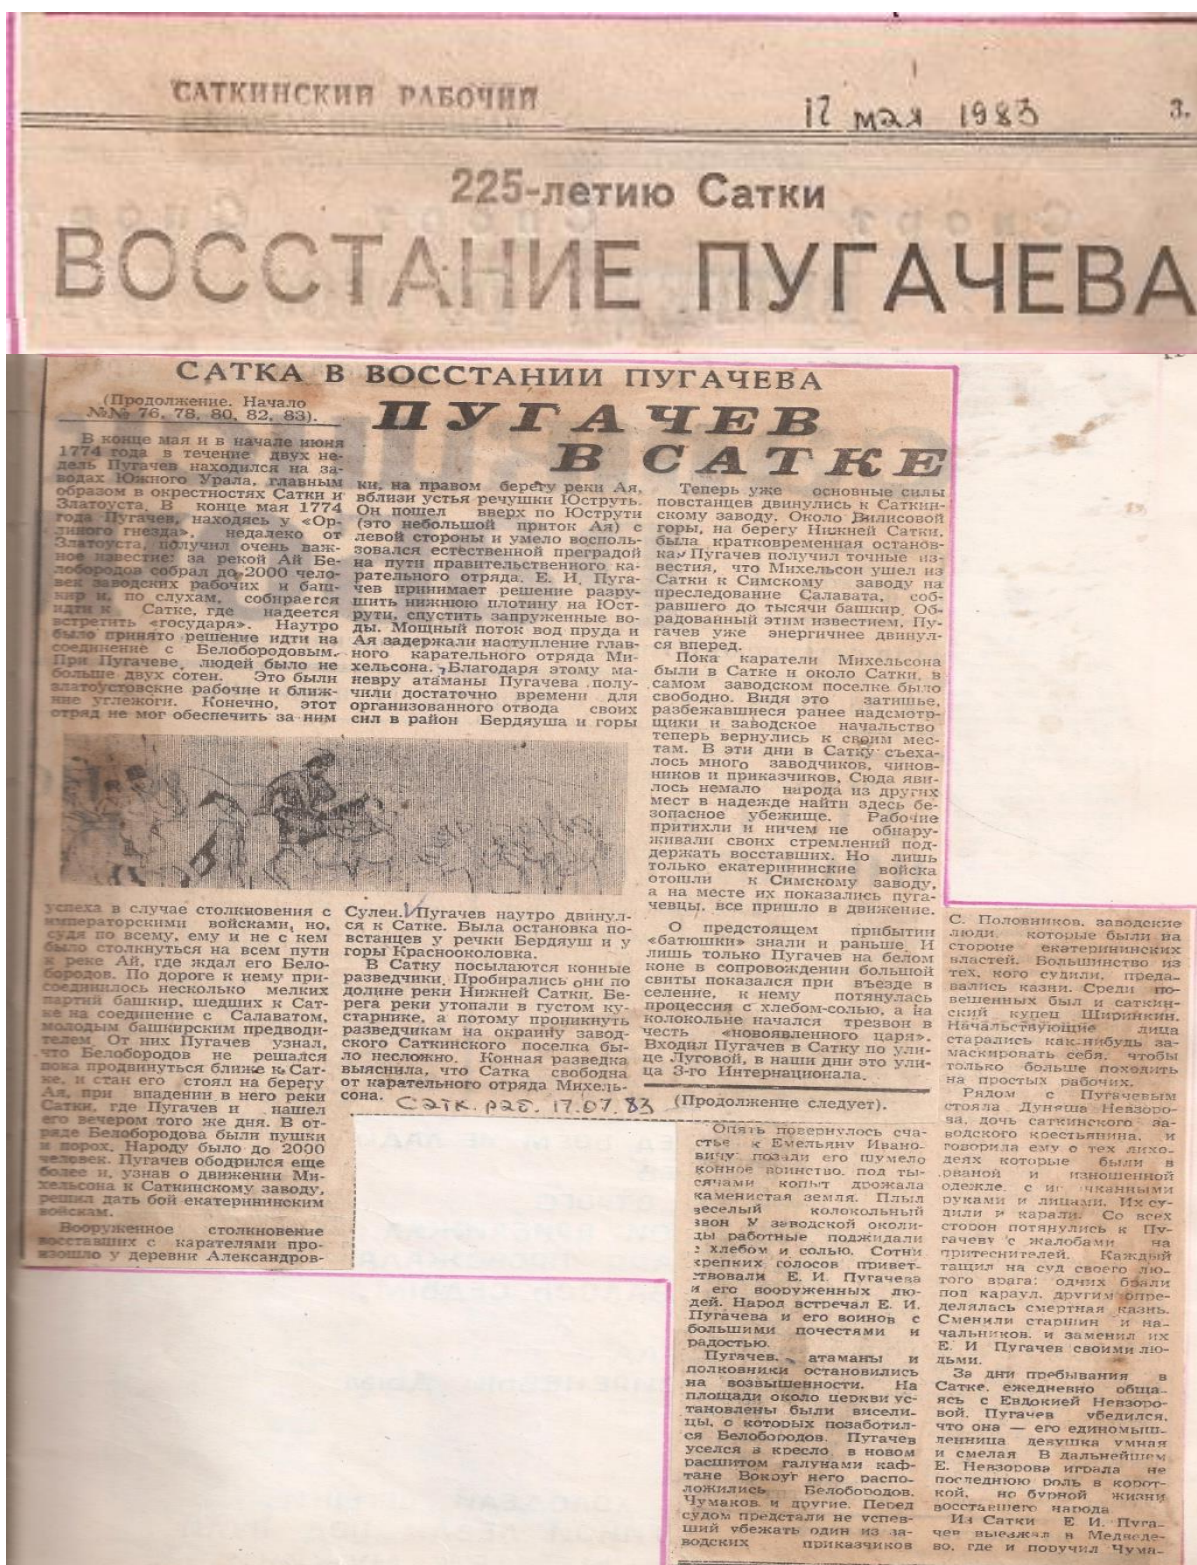 САТКИНСКИЙ РАБОЧИЙ
12 мая 1983
3.
225-летию Сатки
ВОССТАНИЕ ПУГАЧЕВА
САТКА В ВОССТАНИИ ПУГАЧЕВА
(Продолжение. Начало
№№ 76, 78, 80, 82, 83).
ПУГАЧЕВ
В САТКЕ
В конце мая и в начале июня
1774 года в течение двух не-
дель Пугачев находился на за-
водах Южного Урала, главным
образом в окрестностях Сатки и
Златоуста. В конце мая 1774
года Пугачев, находясь у «Ор-
линого гнезда», недалеко от
Златоуста, получил очень важ-
ное известие: за рекой Ай Бе-
лобородов собрал до 2000 чело-
век заводских рабочих и баш-
кир и, по слухам, собирается
идти к Сатке, где надеется
встретить «государя». Наутро
было принято решение идти на
соединение с Белобородовым.
При Пугачеве, людей было не
больше двух сотен. Это были
златоустовские рабочие и ближ-
ние углежоги. Конечно, этот
отряд не мог обеспечить за ним
успеха в случае столкновения с
императорскими войсками, но,
судя по всему, ему и не с кем
было столкнуться на всем пути
к реке Ай, где ждал его Бело-
бородов. По дороге к нему при-
соединилось несколько мелких
партий башкир, шедших к Сат-
ке на соединение с Салаватом,
молодым башкирским предводи-
телем. От них Пугачев узнал,
что Белобородов не решался
пока продвинуться ближе к Сат-
ке, и стан его стоял на берегу
Ая, при впадении в него реки
Сатки, где Пугачев и нашел
его вечером того же дня. В от-
ряде Белобородова были пушки
и порох. Народу было до 2000
человек. Пугачев ободрился еще
более и, узнав о движении Ми-
хельсона к Саткинскому заводу,
решил дать бой екатерининским
войскам.
Вооруженное столкновение
восставших с карателями про-
изошло у деревни Александров-
ки, на правом берегу реки Ая,
вблизи устья речушки Юструть.
Он пошел вверх по Юструти
(это небольшой приток Ая) с
левой стороны и умело восполь-
зовался естественной преградой
на пути правительственного ка-
рательного отряда. Е. И. Пуга-
чев принимает решение разру-
шить нижнюю плотину на Юст-
рути, спустить запруженные во-
ды. Мощный поток вод пруда и
Ая задержали наступление глав-
ного карательного отряда Ми-
хельсона. Благодаря этому ма-
невру атаманы Пугачева полу-
чили достаточно времени для
организованного отвода своих
сил в район Бердяуша и горы
Сулеи. Пугачев наутро двинул-
ся к Сатке. Была остановка по-
встанцев у речки Бердяуш и у
горы Краснооколовка.
В Сатку посылаются конные
разведчики. Пробирались они по
долине реки Нижней Сатки. Бе-
рега реки утопали в густом ку-
старнике, а потому проникнуть
разведчикам на окраину завод-
ского Саткинского поселка бы-
ло несложно. Конная разведка
выяснила, что Сатка свободна
от карательного отряда Михель-
сона.
Сатк. раб. 17.07.83
Теперь уже основные силы
повстанцев двинулись к Саткин-
скому заводу. Около Вилисовой
горы, на берегу Нижней Сатки,
была кратковременная останов-
ка. Пугачев получил точные из-
вестия, что Михельсон ушел из
Сатки к Симскому заводу на
преследование Салавата, соб-
равшего до тысячи башкир. Об-
радованный этим известием, Пу-
гачев уже энергичнее двинул-
ся вперед.
Пока каратели Михельсона
были в Сатке и около Сатки, в
самом заводском поселке было
свободно. Видя это затишье,
разбежавшиеся ранее надсмотр-
щики и заводское начальство
теперь вернулись к своим мес-
там. В эти дни в Сатку съеха-
лось много заводчиков, чинов-
ников и приказчиков. Сюда яви-
лось немало народа из других
мест в надежде найти здесь бе-
зопасное убежище. Рабочие
притихли и ничем не обнару-
живали своих стремлений под-
держать восставших. Но лишь
только екатерининские войска
отошли к Симскому заводу,
а на месте их показались пуга-
чевцы, все пришло в движение.
О предстоящем прибытии
«батюшки» знали и раньше. И
лишь только Пугачев на белом
коне в сопровождении большой
свиты показался при въезде в
селение, к нему потянулась
процессия с хлебом-солью, а на
колокольне начался трезвон в
честь «новоявленного царя».
Входил Пугачев в Сатку по ули-
це Луговой, в наши дни это ули-
ца 3-го Интернационала.
(Продолжение следует).
Опять повернулось сча-
стье к Емельяну Ивано-
вичу: позади его шумело
конное воинство, под ты-
сячами копыт дрожала
каменистая земля. Плыл
веселый колокольный
звон У заводской околи-
цы работные поджидали
с хлебом и солью. Сотни
крепких голосов привет-
ствовали Е. И. Пугачева
и его вооруженных лю-
дей. Народ встречал Е. И.
Пугачева и его воинов с
большими почестями и
радостью.
Пугачев, атаманы и
полковники остановились
на возвышенности. На
площади около церкви ус-
тановлены были виселицы,
о которых позаботил-
ся Белобородов. Пугачев
уселся в кресло в новом
расшитом галунами каф-
тане Вокруг него распо-
ложились Белобородов,
Чумаков и другие. Перед
судом предстали не успев-
ший убежать один из за-
водских приказчиков
С. Половников, заводские
люди, которые были на
стороне екатерининских
властей. Большинство из
тех, кого судили, преда-
вались казни. Среди по-
вешенных был и саткин-
ский купец Ширяйкин.
Начальствующие лица
старались как-нибудь за-
маскировать себя, чтобы
только больше походить
на простых рабочих.
Рядом с Пугачевым
стояла Дуняша Невзоро-
ва, дочь саткинского за-
водского крестьянина, и
говорила ему о тех лихо-
деях которые были в
рваной и изношенной
одежде, с
руками и лицами. Их су-
дили и карали. Со всех
сторон потянулись к Пу-
гачеву с жалобами на
притеснителей. Каждый
тащил на суд своего лю-
того врага: одних брали
под караул, другим опре-
делялась смертная казнь.
Сменили старшин и на-
чальников, и заменил их
Е. И Пугачев своими лю-
дьми.
За дни пребывания в
Сатке, ежедневно обща-
ясь с Евдокией Невзоро-
вой, Пугачев убедился,
что она — его единомыш-
ленница девушка умная
и смелая В дальнейшем
Е. Невзорова играла не
последнюю роль в корот-
кой, но бурной жизни
восставшего народа
Из Сатки Е И. Пуга-
чев выезжал в Медведе-
во, где и поручил Чума-